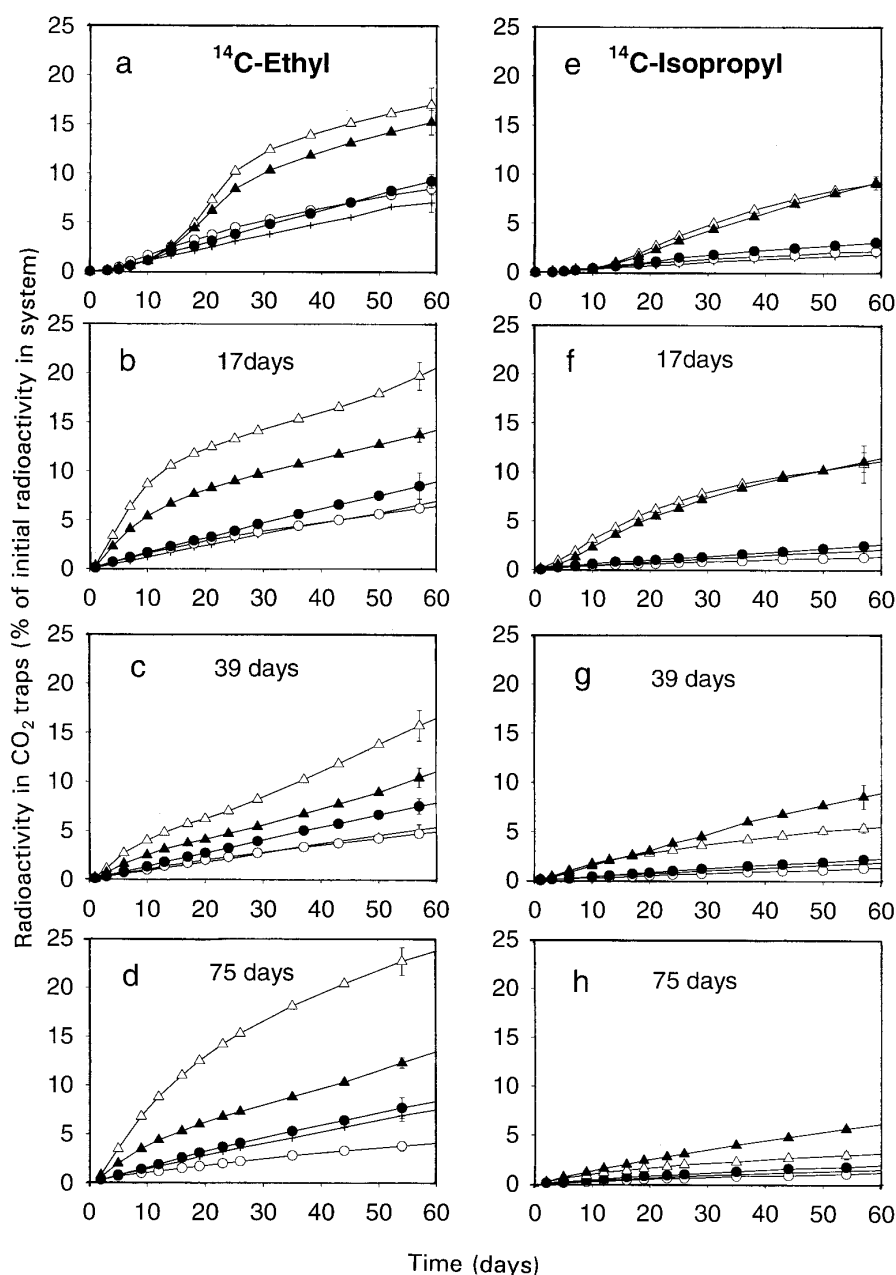 Radioactivity in CO2 traps (% of initial radioactivity in system)
a 14C-Ethyl
25
20
15
10
5
0
0 10 20 30 40 50 60
e 14C-Isopropyl
25
20
15
10
5
0
0 10 20 30 40 50 60
b 17days
25
20
15
10
5
0
0 10 20 30 40 50 60
f 17days
25
20
15
10
5
0
0 10 20 30 40 50 60
c 39 days
25
20
15
10
5
0
0 10 20 30 40 50 60
g 39 days
25
20
15
10
5
0
0 10 20 30 40 50 60
d 75 days
25
20
15
10
5
0
0 10 20 30 40 50 60
h 75 days
25
20
15
10
5
0
0 10 20 30 40 50 60
Time (days)